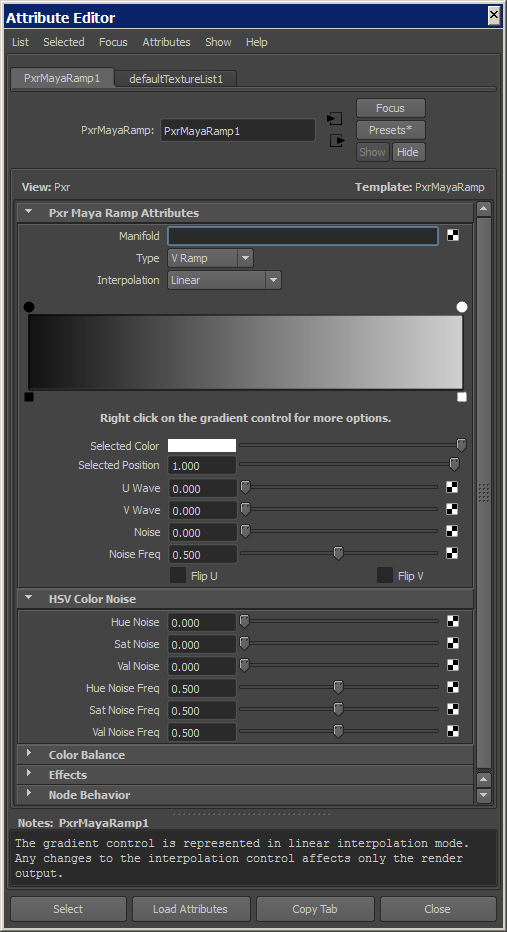 Attribute Editor
List Selected Focus Attributes Show Help
PxrMayaRamp1 defaultTextureList1
Focus
PxrMayaRamp: PxrMayaRamp1 Presets*
Show Hide
View: Pxr Template: PxrMayaRamp
Pxr Maya Ramp Attributes
Manifold
Type V Ramp
Interpolation Linear
Right click on the gradient control for more options.
Selected Color
Selected Position 1.000
U Wave 0.000
V Wave 0.000
Noise 0.000
Noise Freq 0.500
Flip U Flip V
HSV Color Noise
Hue Noise 0.000
Sat Noise 0.000
Val Noise 0.000
Hue Noise Freq 0.500
Sat Noise Freq 0.500
Val Noise Freq 0.500
Color Balance
Effects
Node Behavior
Notes: PxrMayaRamp1
The gradient control is represented in linear interpolation mode.
Any changes to the interpolation control affects only the render
output.
Select Load Attributes Copy Tab Close